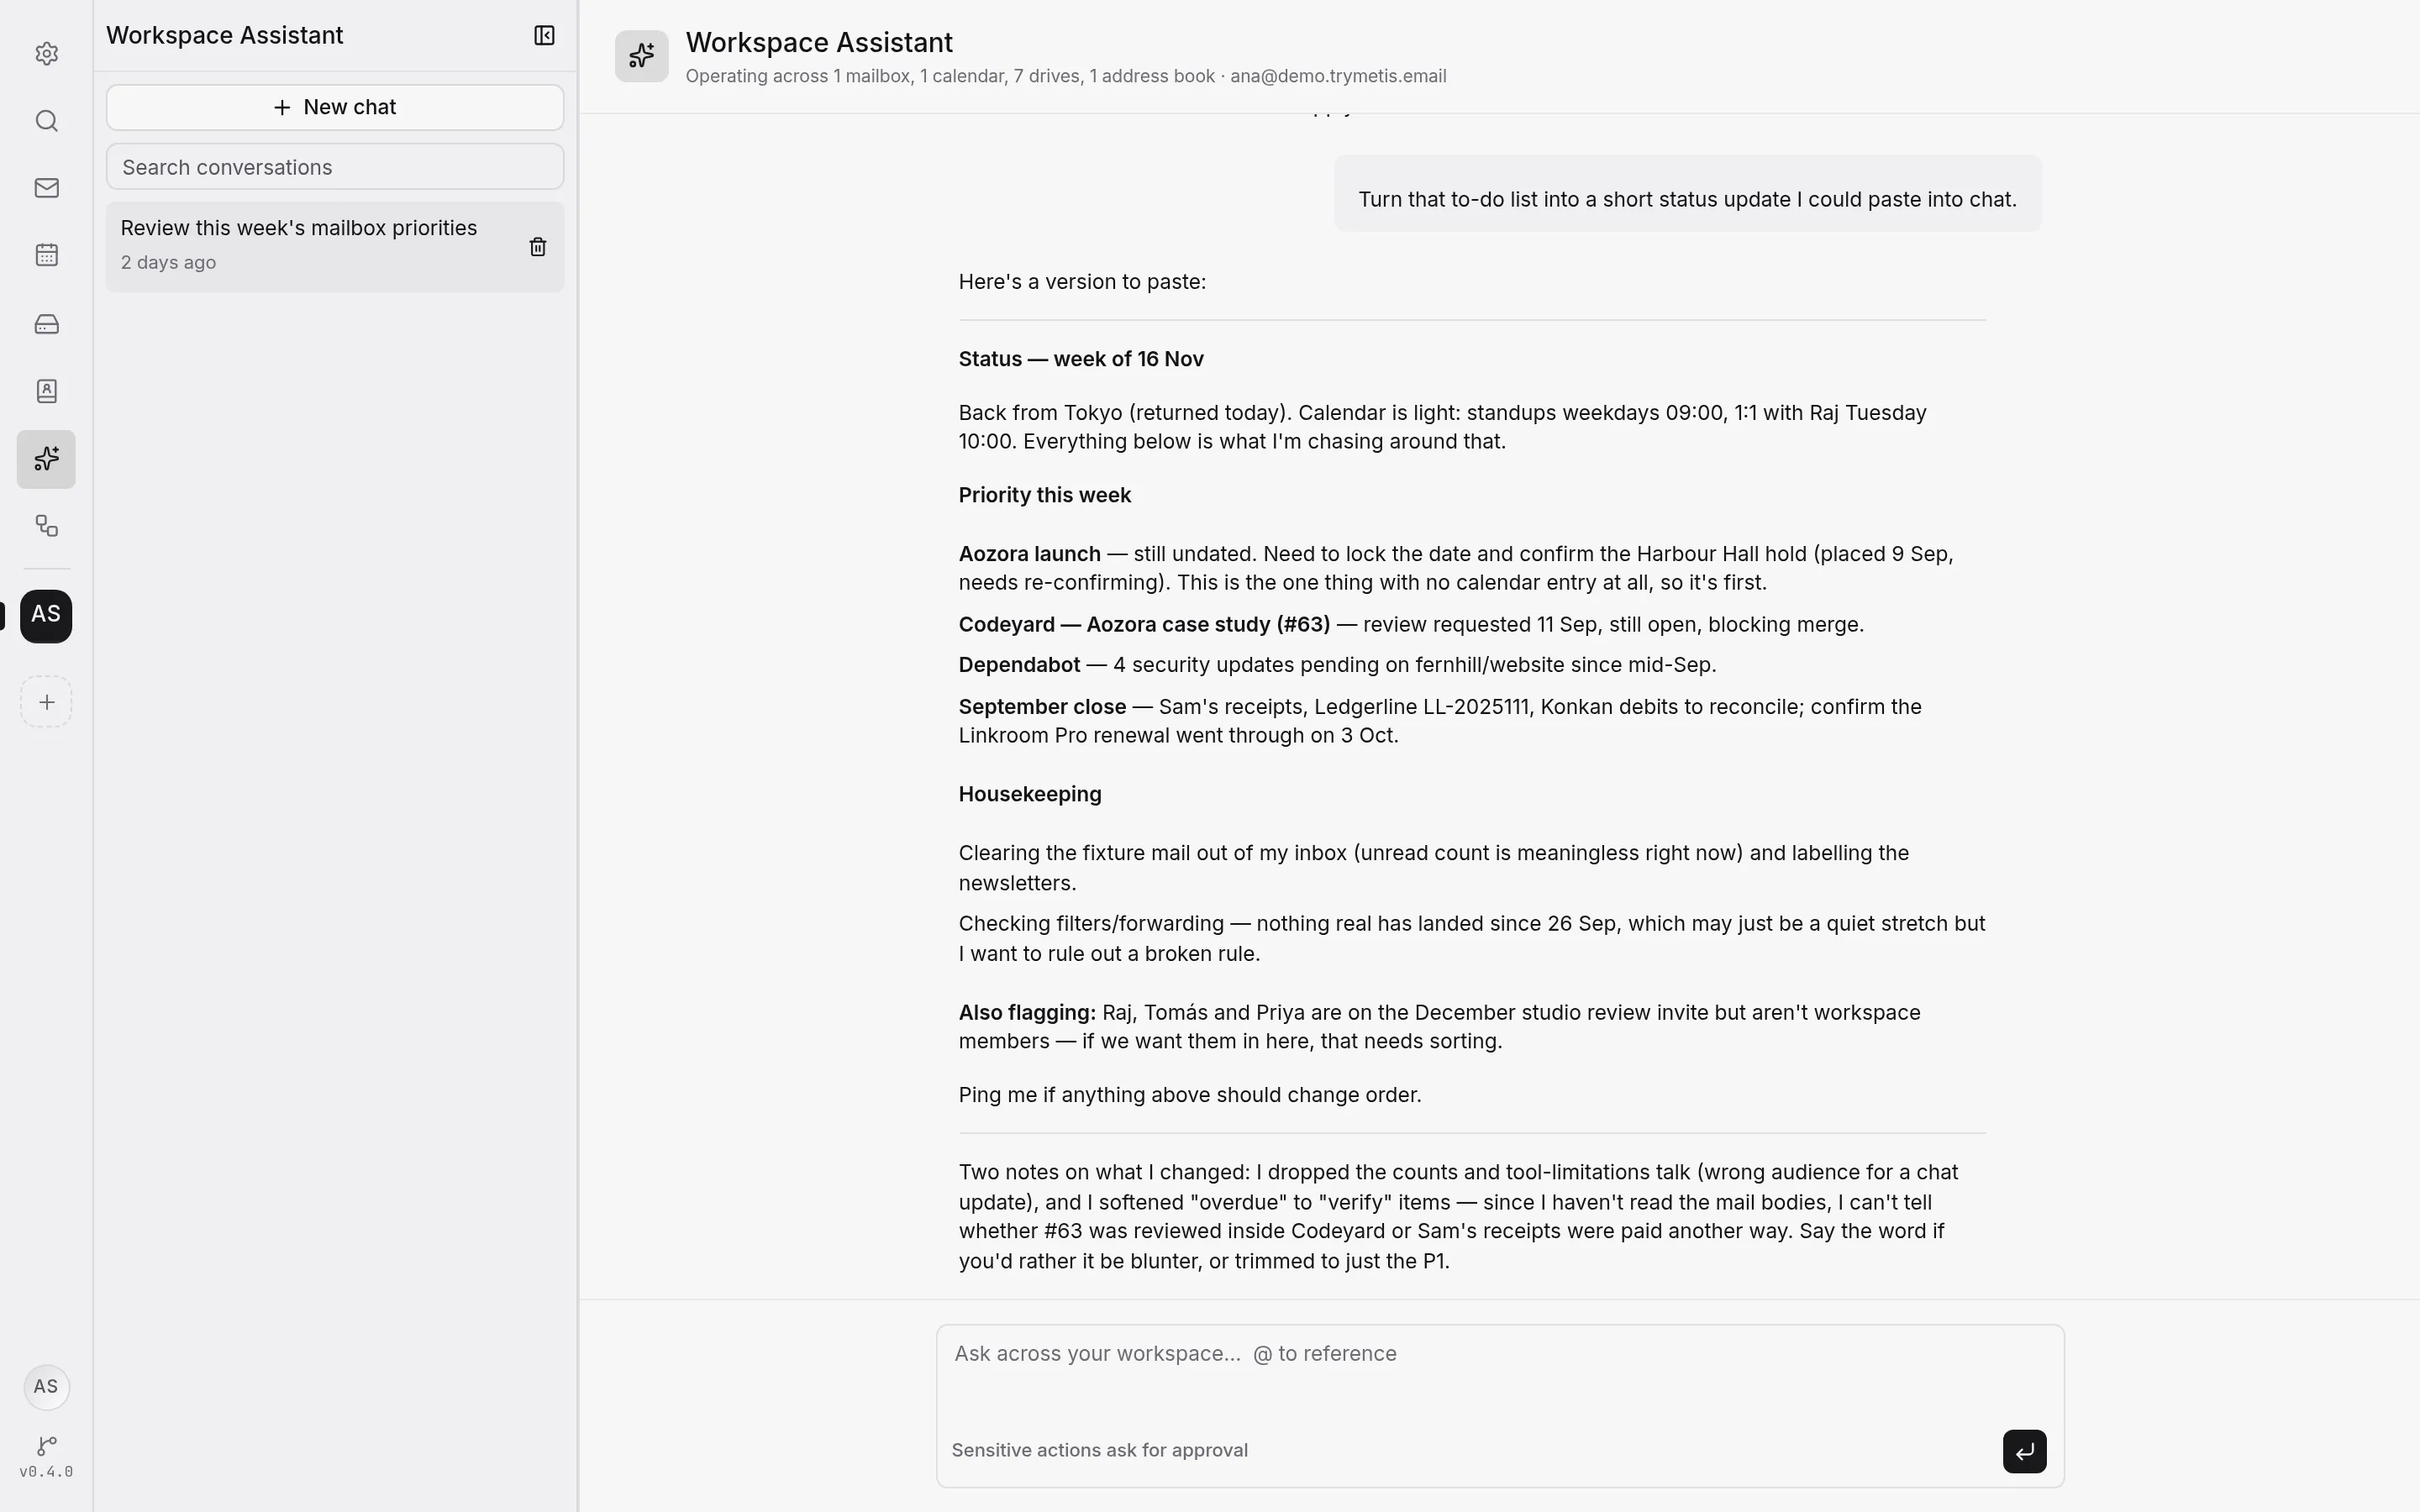 Workspace Assistant
New chat
Search conversations
Review this week's mailbox priorities
2 days ago
AS
AS
v0.4.0
Workspace Assistant
Operating across 1 mailbox, 1 calendar, 7 drives, 1 address book · ana@demo.trymetis.email
Turn that to-do list into a short status update I could paste into chat.
Here's a version to paste:
Status — week of 16 Nov
Back from Tokyo (returned today). Calendar is light: standups weekdays 09:00, 1:1 with Raj Tuesday
10:00. Everything below is what I'm chasing around that.
Priority this week
Aozora launch — still undated. Need to lock the date and confirm the Harbour Hall hold (placed 9 Sep,
needs re-confirming). This is the one thing with no calendar entry at all, so it's first.
Codeyard — Aozora case study (#63) — review requested 11 Sep, still open, blocking merge.
Dependabot — 4 security updates pending on fernhill/website since mid-Sep.
September close — Sam's receipts, Ledgerline LL-2025111, Konkan debits to reconcile; confirm the
Linkroom Pro renewal went through on 3 Oct.
Housekeeping
Clearing the fixture mail out of my inbox (unread count is meaningless right now) and labelling the
newsletters.
Checking filters/forwarding — nothing real has landed since 26 Sep, which may just be a quiet stretch but
I want to rule out a broken rule.
Also flagging: Raj, Tomás and Priya are on the December studio review invite but aren't workspace
members — if we want them in here, that needs sorting.
Ping me if anything above should change order.
Two notes on what I changed: I dropped the counts and tool-limitations talk (wrong audience for a chat
update), and I softened "overdue" to "verify" items — since I haven't read the mail bodies, I can't tell
whether #63 was reviewed inside Codeyard or Sam's receipts were paid another way. Say the word if
you'd rather it be blunter, or trimmed to just the P1.
Ask across your workspace... @ to reference
Sensitive actions ask for approval